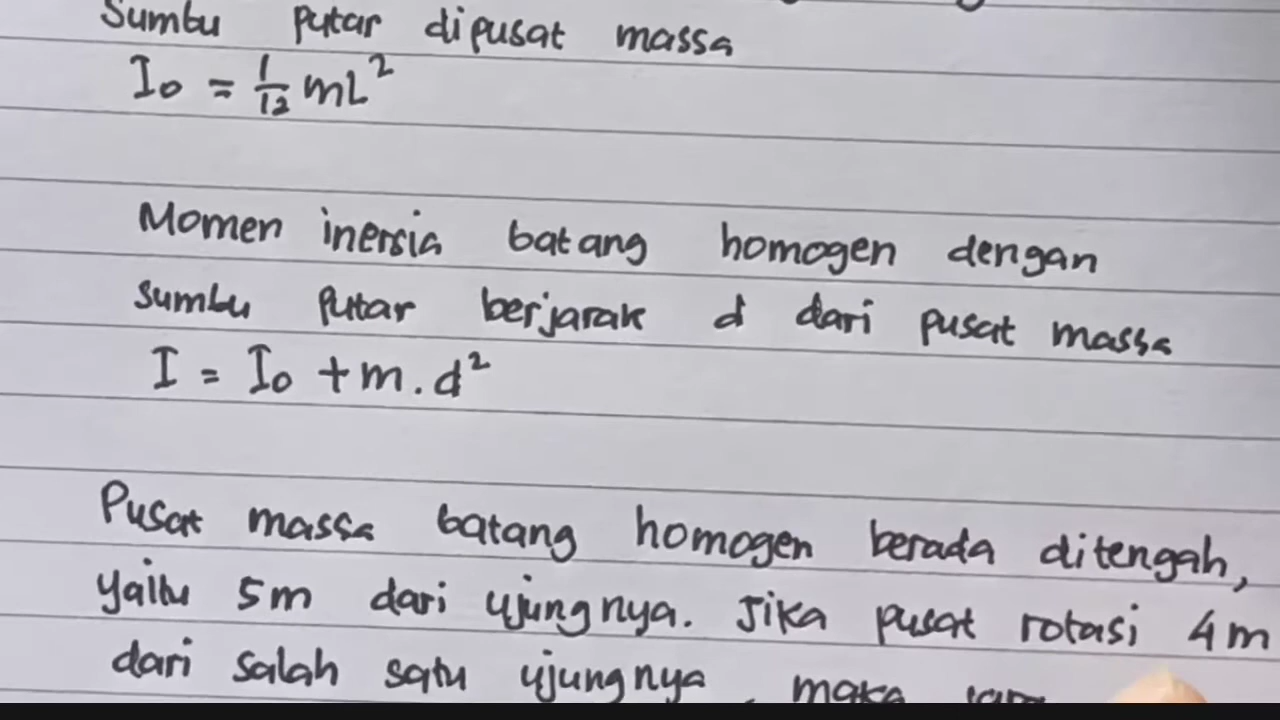 Sumbu putar dipusat massa
I₀ = 1/12 mL²
Momen inersia batang homogen dengan
sumbu putar berjarak d dari pusat massa
I = I₀ + m.d²
Pusat massa batang homogen berada ditengah,
yaitu 5m dari ujungnya. Jika pusat rotasi 4m
dari salah satu ujungnya, maka